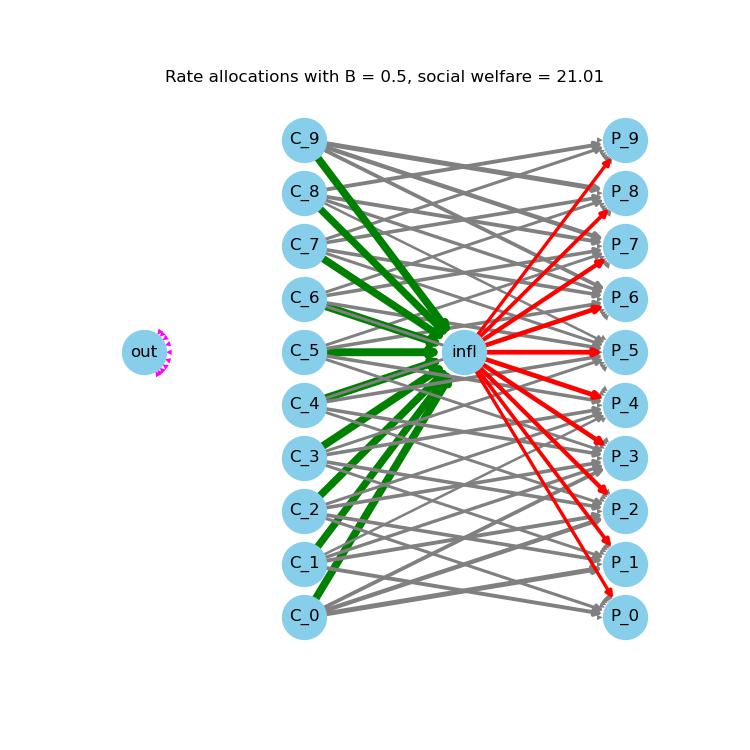 Rate allocations with B = 0.5, social welfare = 21.01
C_9
P_9
C_8
P_8
C_7
P_7
C_6
P_6
out
C_5
infl
P_5
C_4
P_4
C_3
P_3
C_2
P_2
C_1
P_1
C_0
P_0